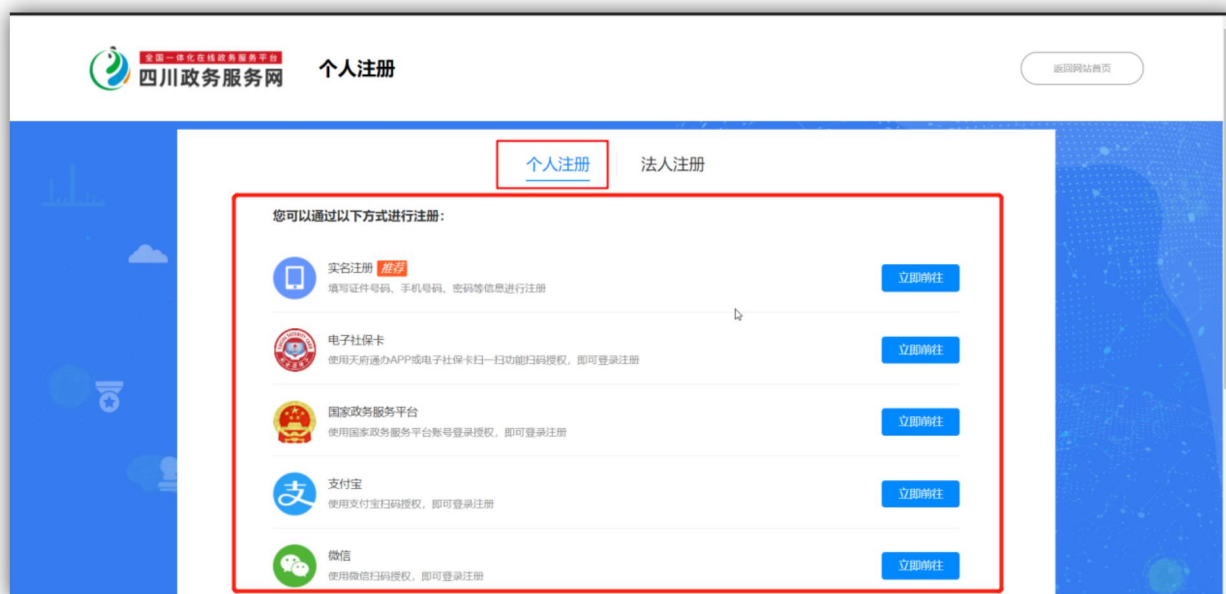 全国一体化在线政务服务平台
四川政务服务网
个人注册
返回网站首页
个人注册
法人注册
您可以通过以下方式进行注册：
实名注册 推荐
填写证件号码、手机号码、密码等信息进行注册
立即前往
电子社保卡
使用天府通办APP或电子社保卡扫一扫功能扫码授权，即可登录注册
立即前往
国家政务服务平台
使用国家政务服务平台账号登录授权，即可登录注册
立即前往
支付宝
使用支付宝扫码授权，即可登录注册
立即前往
微信
使用微信扫码授权，即可登录注册
立即前往